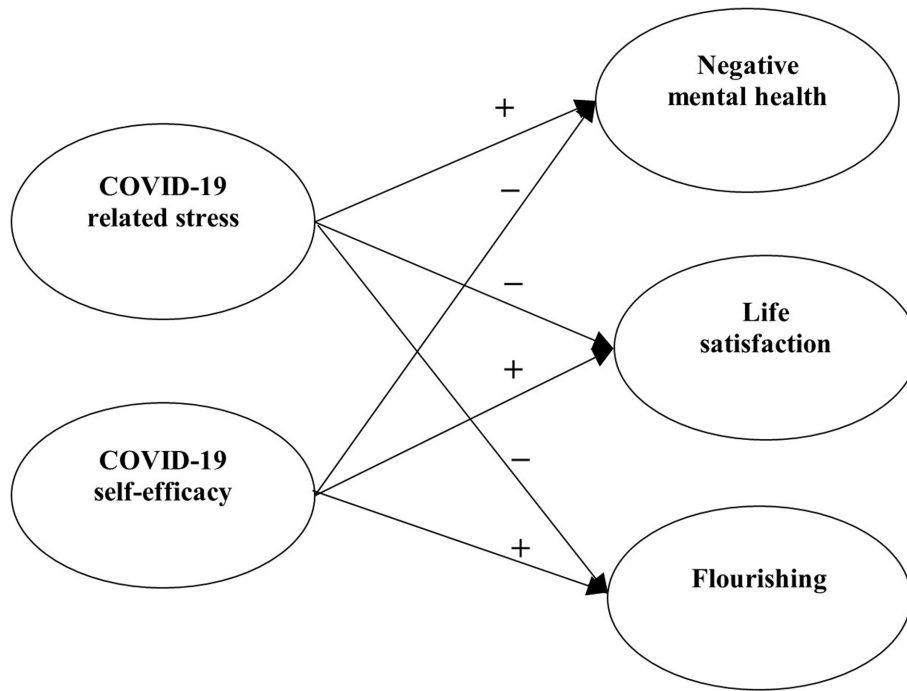 COVID-19
related stress
COVID-19
self-efficacy
+
−
−
+
−
+
Negative
mental health
Life
satisfaction
Flourishing